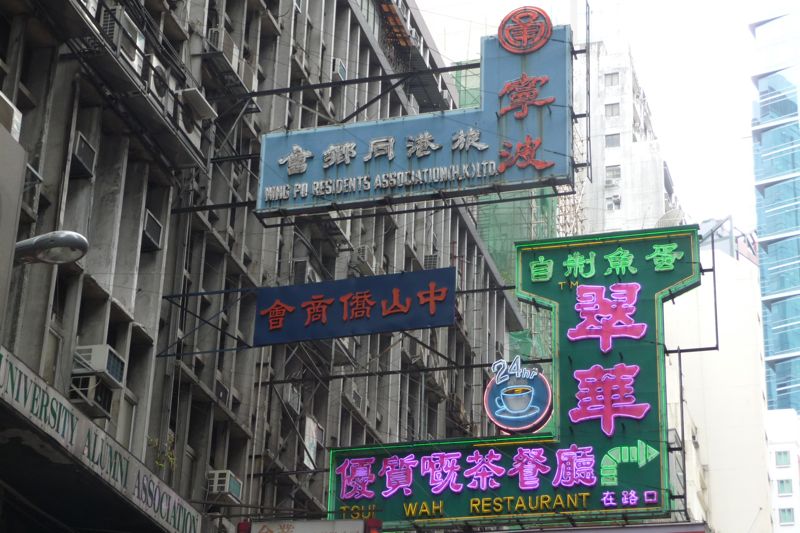 甬
寧波
會鄉同港旅
NING PO RESIDENTS ASSOCIATION (H.K.) LTD.
會商僑山中
自制魚蛋
TM
翠華
24hr
優質嘅茶餐廳
TSUI WAH RESTAURANT
在路口
UNIVERSITY ALUMNI ASSOCIATION